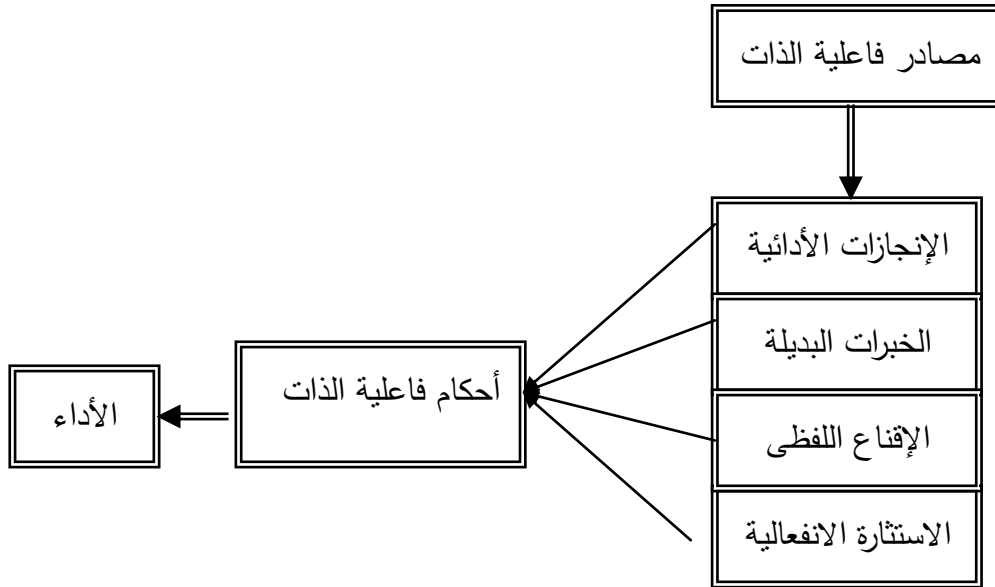 مصادر فاعلية الذات
الإنجازات الأدائية
الخبرات البديلة
الإقناع اللفظى
الاستثارة الانفعالية
أحكام فاعلية الذات
الأداء